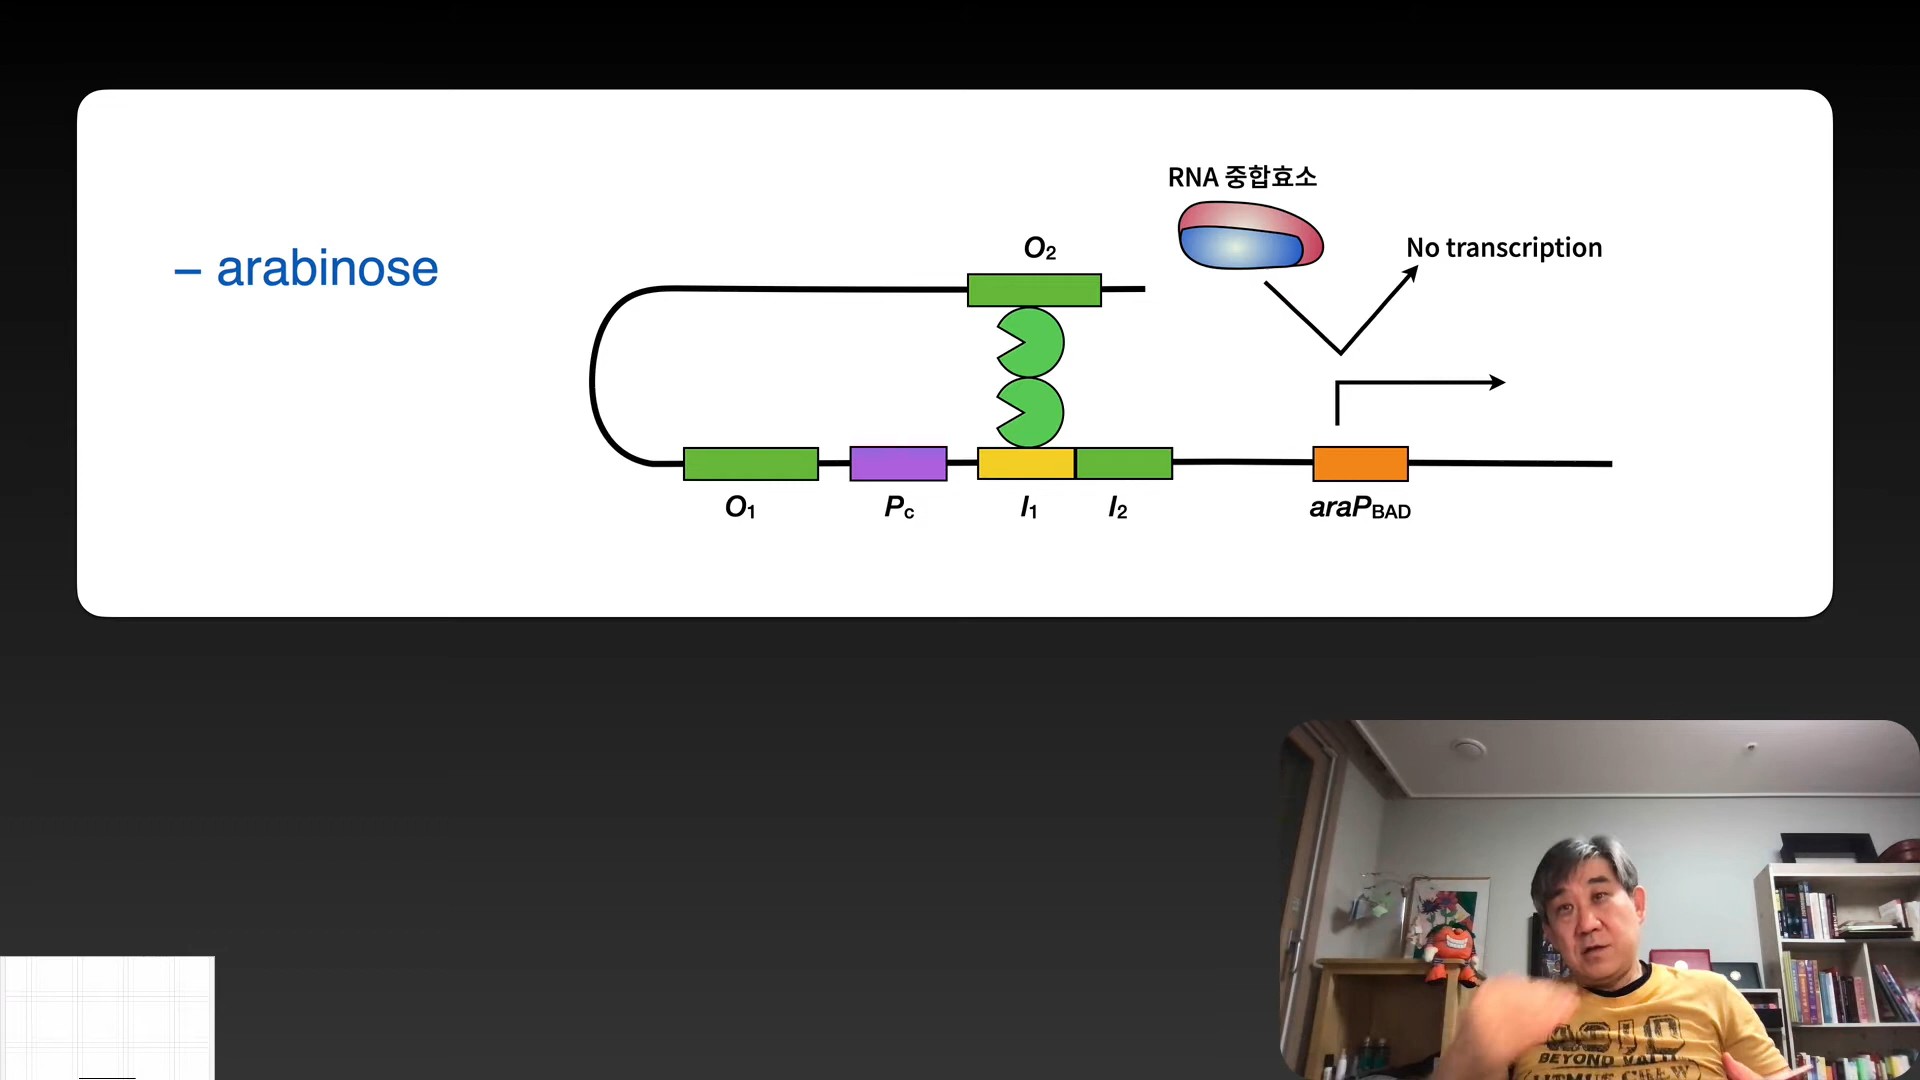 – arabinose
RNA 중합효소
O2
No transcription
O1
Pc
I1
I2
araPBAD
BEYOND